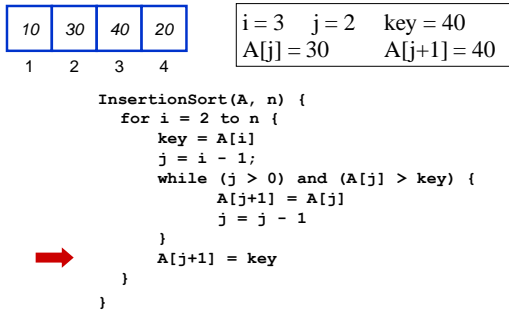 10 30 40 20
1 2 3 4
i = 3 j = 2 key = 40
A[j] = 30 A[j+1] = 40
InsertionSort(A, n) {
for i = 2 to n {
key = A[i]
j = i - 1;
while (j > 0) and (A[j] > key) {
A[j+1] = A[j]
j = j - 1
}
A[j+1] = key
}
}